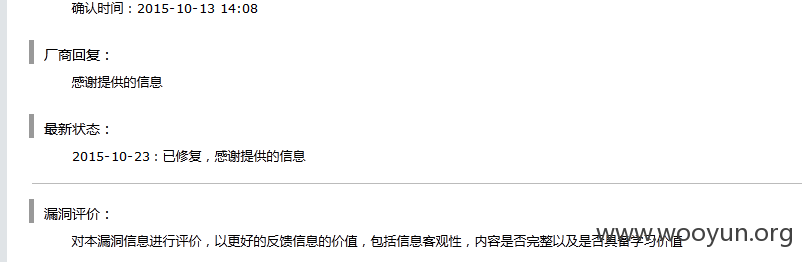 确认时间：2015-10-13 14:08
厂商回复：
感谢提供的信息
最新状态：
2015-10-23：已修复，感谢提供的信息
漏洞评价：
对本漏洞信息进行评价，以更好的反馈信息的价值，包括信息客观性，内容是否完整以及是否具备学习价值
www.wooyun.org